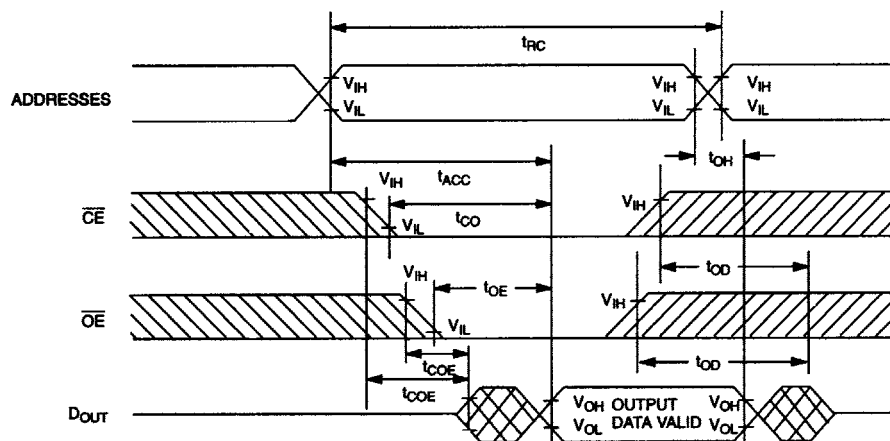 tRC
ADDRESSES
VIH VIH VIH
VIL VIL VIL
tOH
tACC
CE VIH tCO VIH
VIL
tOD
OE VIH tOE VIH
VIL
tCOE tOD
tCOE
DOUT VOH OUTPUT VOH
VOL DATA VALID VOL